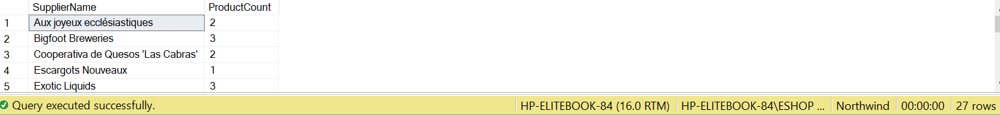 SupplierName ProductCount
1 Aux joyeux ecclésiastiques 2
2 Bigfoot Breweries 3
3 Cooperativa de Quesos 'Las Cabras' 2
4 Escargots Nouveaux 1
5 Exotic Liquids 3
Query executed successfully. HP-ELITEBOOK-84 (16.0 RTM) HP-ELITEBOOK-84\ESHOP ... Northwind 00:00:00 27 rows